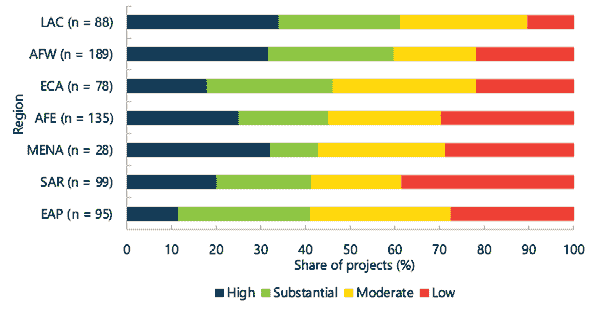 Region
LAC (n = 88)
AFW (n = 189)
ECA (n = 78)
AFE (n = 135)
MENA (n = 28)
SAR (n = 99)
EAP (n = 95)
0 10 20 30 40 50 60 70 80 90 100
Share of projects (%)
High Substantial Moderate Low